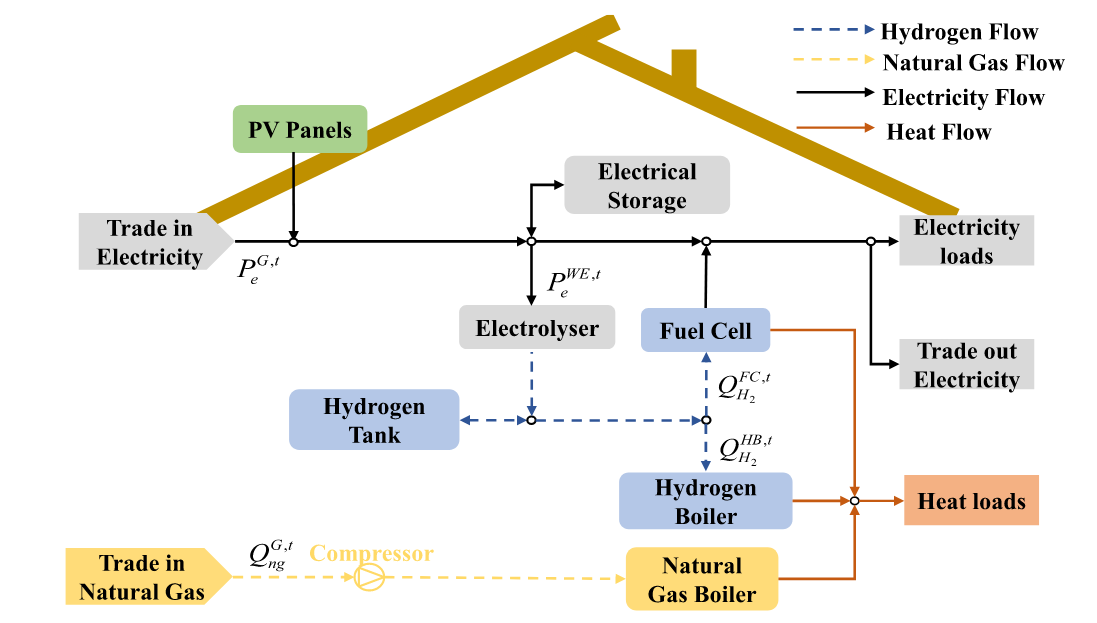 Hydrogen Flow
Natural Gas Flow
Electricity Flow
Heat Flow
PV Panels
Electrical
Storage
Trade in
Electricity
Electricity
loads
P_e^{G,t}
P_e^{WE,t}
Electrolyser
Fuel Cell
Trade out
Electricity
Q_{H_2}^{FC,t}
Hydrogen
Tank
Q_{H_2}^{HB,t}
Hydrogen
Boiler
Heat loads
Trade in
Natural Gas
Q_{ng}^{G,t}
Compressor
Natural
Gas Boiler